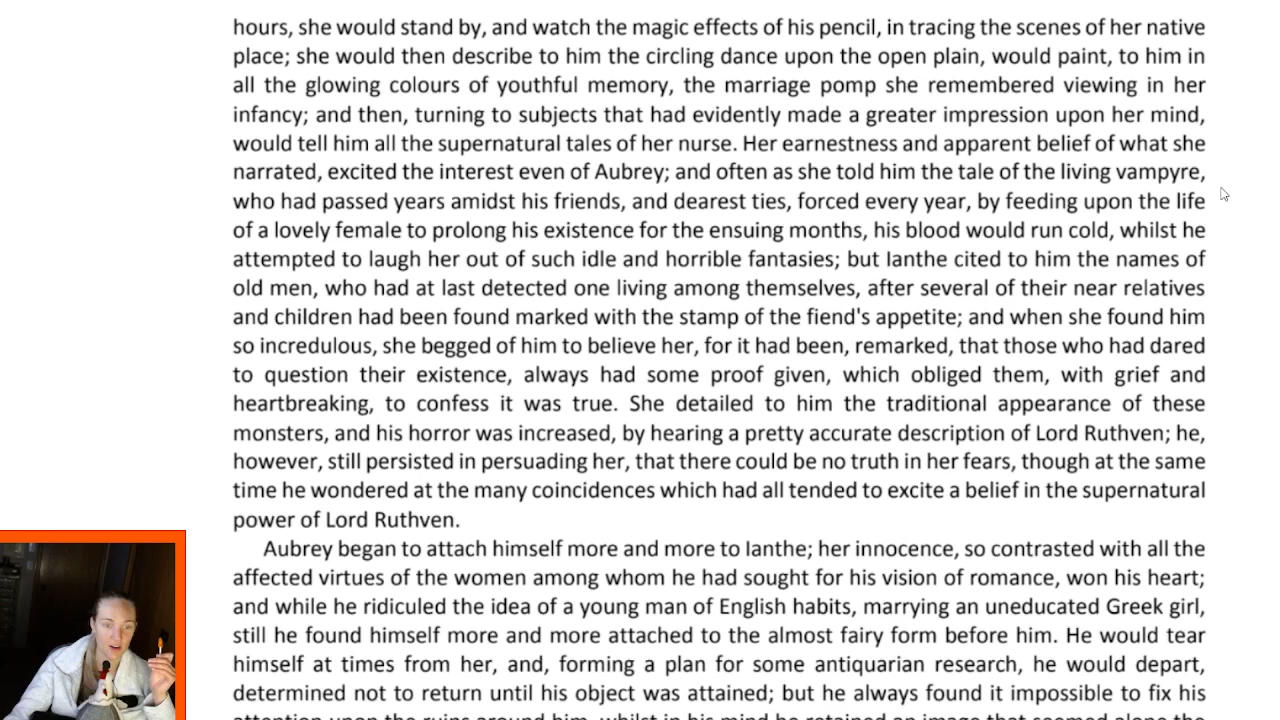 hours, she would stand by, and watch the magic effects of his pencil, in tracing the scenes of her native
place; she would then describe to him the circling dance upon the open plain, would paint, to him in
all the glowing colours of youthful memory, the marriage pomp she remembered viewing in her
infancy; and then, turning to subjects that had evidently made a greater impression upon her mind,
would tell him all the supernatural tales of her nurse. Her earnestness and apparent belief of what she
narrated, excited the interest even of Aubrey; and often as she told him the tale of the living vampyre,
who had passed years amidst his friends, and dearest ties, forced every year, by feeding upon the life
of a lovely female to prolong his existence for the ensuing months, his blood would run cold, whilst he
attempted to laugh her out of such idle and horrible fantasies; but Ianthe cited to him the names of
old men, who had at last detected one living among themselves, after several of their near relatives
and children had been found marked with the stamp of the fiend's appetite; and when she found him
so incredulous, she begged of him to believe her, for it had been, remarked, that those who had dared
to question their existence, always had some proof given, which obliged them, with grief and
heartbreaking, to confess it was true. She detailed to him the traditional appearance of these
monsters, and his horror was increased, by hearing a pretty accurate description of Lord Ruthven; he,
however, still persisted in persuading her, that there could be no truth in her fears, though at the same
time he wondered at the many coincidences which had all tended to excite a belief in the supernatural
power of Lord Ruthven.
Aubrey began to attach himself more and more to Ianthe; her innocence, so contrasted with all the
affected virtues of the women among whom he had sought for his vision of romance, won his heart;
and while he ridiculed the idea of a young man of English habits, marrying an uneducated Greek girl,
still he found himself more and more attached to the almost fairy form before him. He would tear
himself at times from her, and, forming a plan for some antiquarian research, he would depart,
determined not to return until his object was attained; but he always found it impossible to fix his
attention upon the ruins around him, whilst in his mind he retained an image that seemed alone the